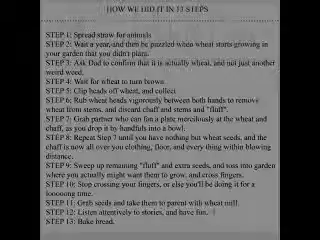 HOW WE DID IT IN 13 STEPS
STEP 1: Spread straw for animals
STEP 2: Wait a year, and then be puzzled when wheat starts growing in
your garden that you didn't plant.
STEP 3: Ask Dad to confirm that it is actually wheat, and not just another
weird weed.
STEP 4: Wait for wheat to turn brown.
STEP 5: Clip heads off wheat, and collect
STEP 6: Rub wheat heads vigorously between both hands to remove
wheat from stems, and discard chaff and stems and "fluff".
STEP 7: Grab partner who can fan a plate mercilessly at the wheat and
chaff, as you drop it by handfuls into a bowl.
STEP 8: Repeat Step 7 until you have nothing but wheat seeds, and the
chaff is now all over you clothing, floor, and every thing within blowing
distance.
STEP 9: Sweep up remaining "fluff" and extra seeds, and toss into garden
where you actually might want them to grow, and cross fingers.
STEP 10: Stop crossing your fingers, or else you'll be doing it for a
looooong time.
STEP 11: Grab seeds and take them to parent with wheat mill.
STEP 12: Listen attentively to stories, and have fun. :)
STEP 13: Bake bread.